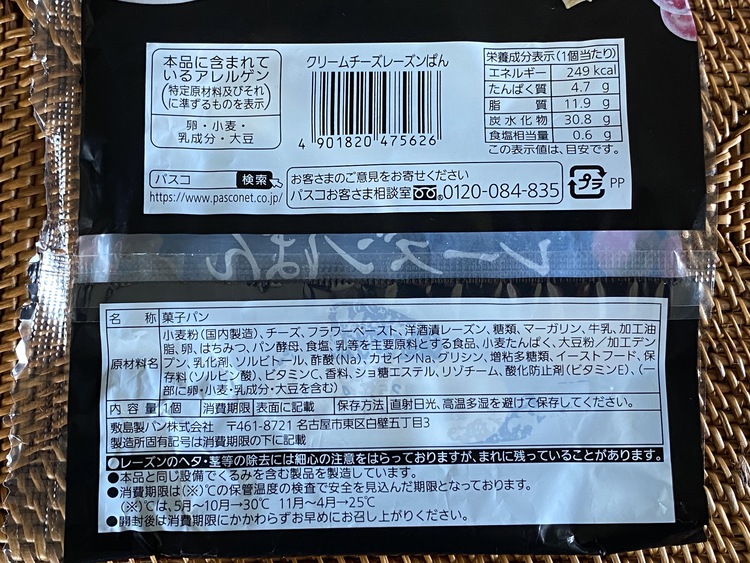 本品に含まれて
いるアレルゲン
(特定原材料及びそれ
に準ずるものを表示)
卵・小麦・
乳成分・大豆
クリームチーズレーズンぱん
4 901820 475626
栄養成分表示(1個当たり)
エネルギー 249 kcal
たんぱく質 4.7 g
脂質 11.9 g
炭水化物 30.8 g
食塩相当量 0.6 g
この表示値は、目安です。
パスコ 検索
https://www.pasconet.co.jp/
お客さまのご意見をお寄せください
パスコお客さま相談室 0120-084-835
プラ PP
レーズンぱん
名称 菓子パン
原材料名 小麦粉(国内製造)、チーズ、フラワーペースト、洋酒漬レーズン、糖類、マーガリン、牛乳、加工油
脂、卵、はちみつ、パン酵母、食塩、乳等を主要原料とする食品、小麦たんぱく、大豆粉/加工デン
プン、乳化剤、ソルビトール、酢酸(Na)、カゼインNa、グリシン、増粘多糖類、イーストフード、保
存料(ソルビン酸)、ビタミンC、香料、ショ糖エステル、リゾチーム、酸化防止剤(ビタミンE)、(一
部に卵・小麦・乳成分・大豆を含む)
内容量 1個 消費期限 表面に記載 保存方法 直射日光、高温多湿を避けて保存してください。
敷島製パン株式会社 〒461-8721 名古屋市東区白壁五丁目3
製造所固有記号は消費期限の下に記載
●レーズンのヘタ・茎等の除去には細心の注意をはらっておりますが、まれに残っていることがあります。
●本品と同じ設備でくるみを含む製品を製造しています。
●消費期限は(※)℃の保管温度の検査で安全を見込んだ期限となっております。
(※)℃は、5月~10月→30℃ 11月~4月→25℃
●開封後は消費期限にかかわらずお早めにお召し上がりください。